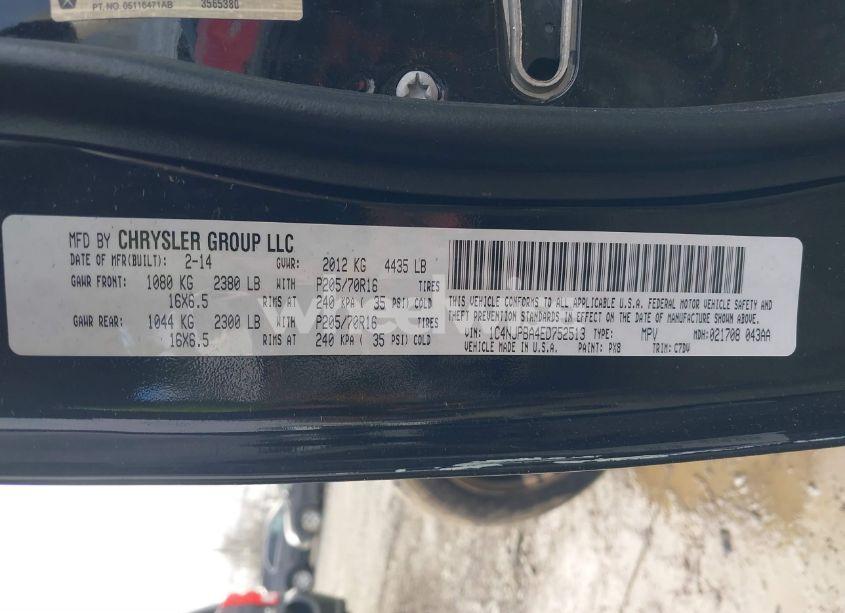 PT. NO. 05116471AB 3565380
MFD BY CHRYSLER GROUP LLC
DATE OF MFR(BUILT): 2-14 GVWR: 2012 KG 4435 LB
GAWR FRONT: 1080 KG 2380 LB WITH P205/70R16 TIRES
16X6.5 RIMS AT 240 KPA ( 35 PSI) COLD
GAWR REAR: 1044 KG 2300 LB WITH P205/70R16 TIRES
16X6.5 RIMS AT 240 KPA ( 35 PSI) COLD
THIS VEHICLE CONFORMS TO ALL APPLICABLE U.S.A. FEDERAL MOTOR VEHICLE SAFETY AND
THEFT PREVENTION STANDARDS IN EFFECT ON THE DATE OF MANUFACTURE SHOWN ABOVE.
VIN: 1C4NJPBA4ED752513 TYPE: MPV MDH: 021708 043AA
VEHICLE MADE IN U.S.A. PAINT: PX8 TRIM: C7DV